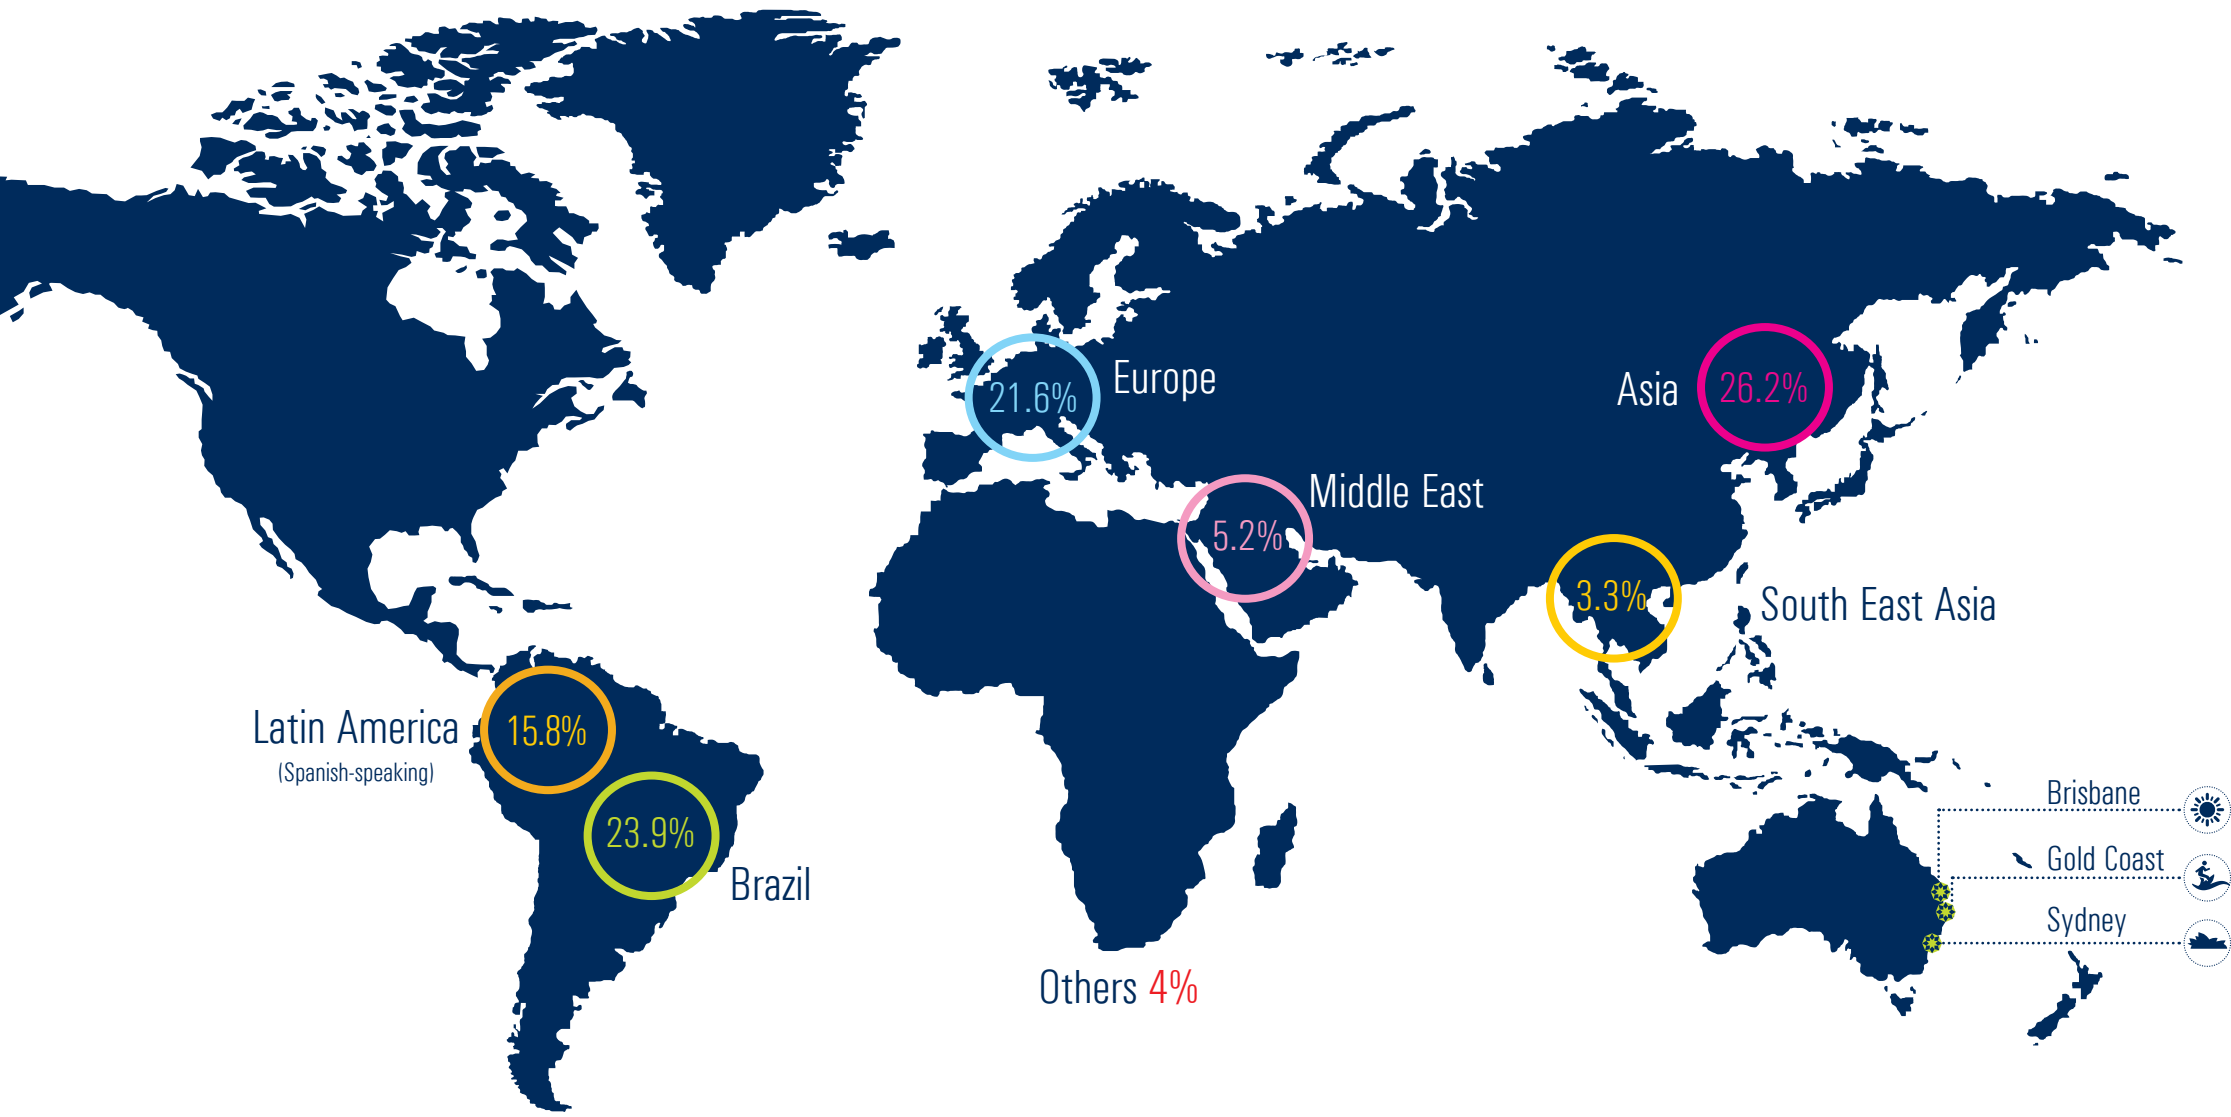 Europe
21.6%
Asia
26.2%
Middle East
5.2%
3.3%
South East Asia
Latin America
(Spanish-speaking)
15.8%
23.9%
Brazil
Brisbane
Gold Coast
Sydney
Others 4%